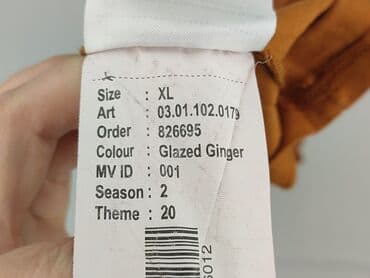 Size : XL
Art : 03.01.102.0179
Order : 826695
Colour : Glazed Ginger
MV ID : 001
Season : 2
Theme : 20